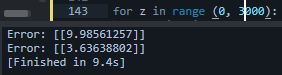 143 for z in range (0, 3000):
Error: [[9.98561257]]
Error: [[3.63638802]]
[Finished in 9.4s]